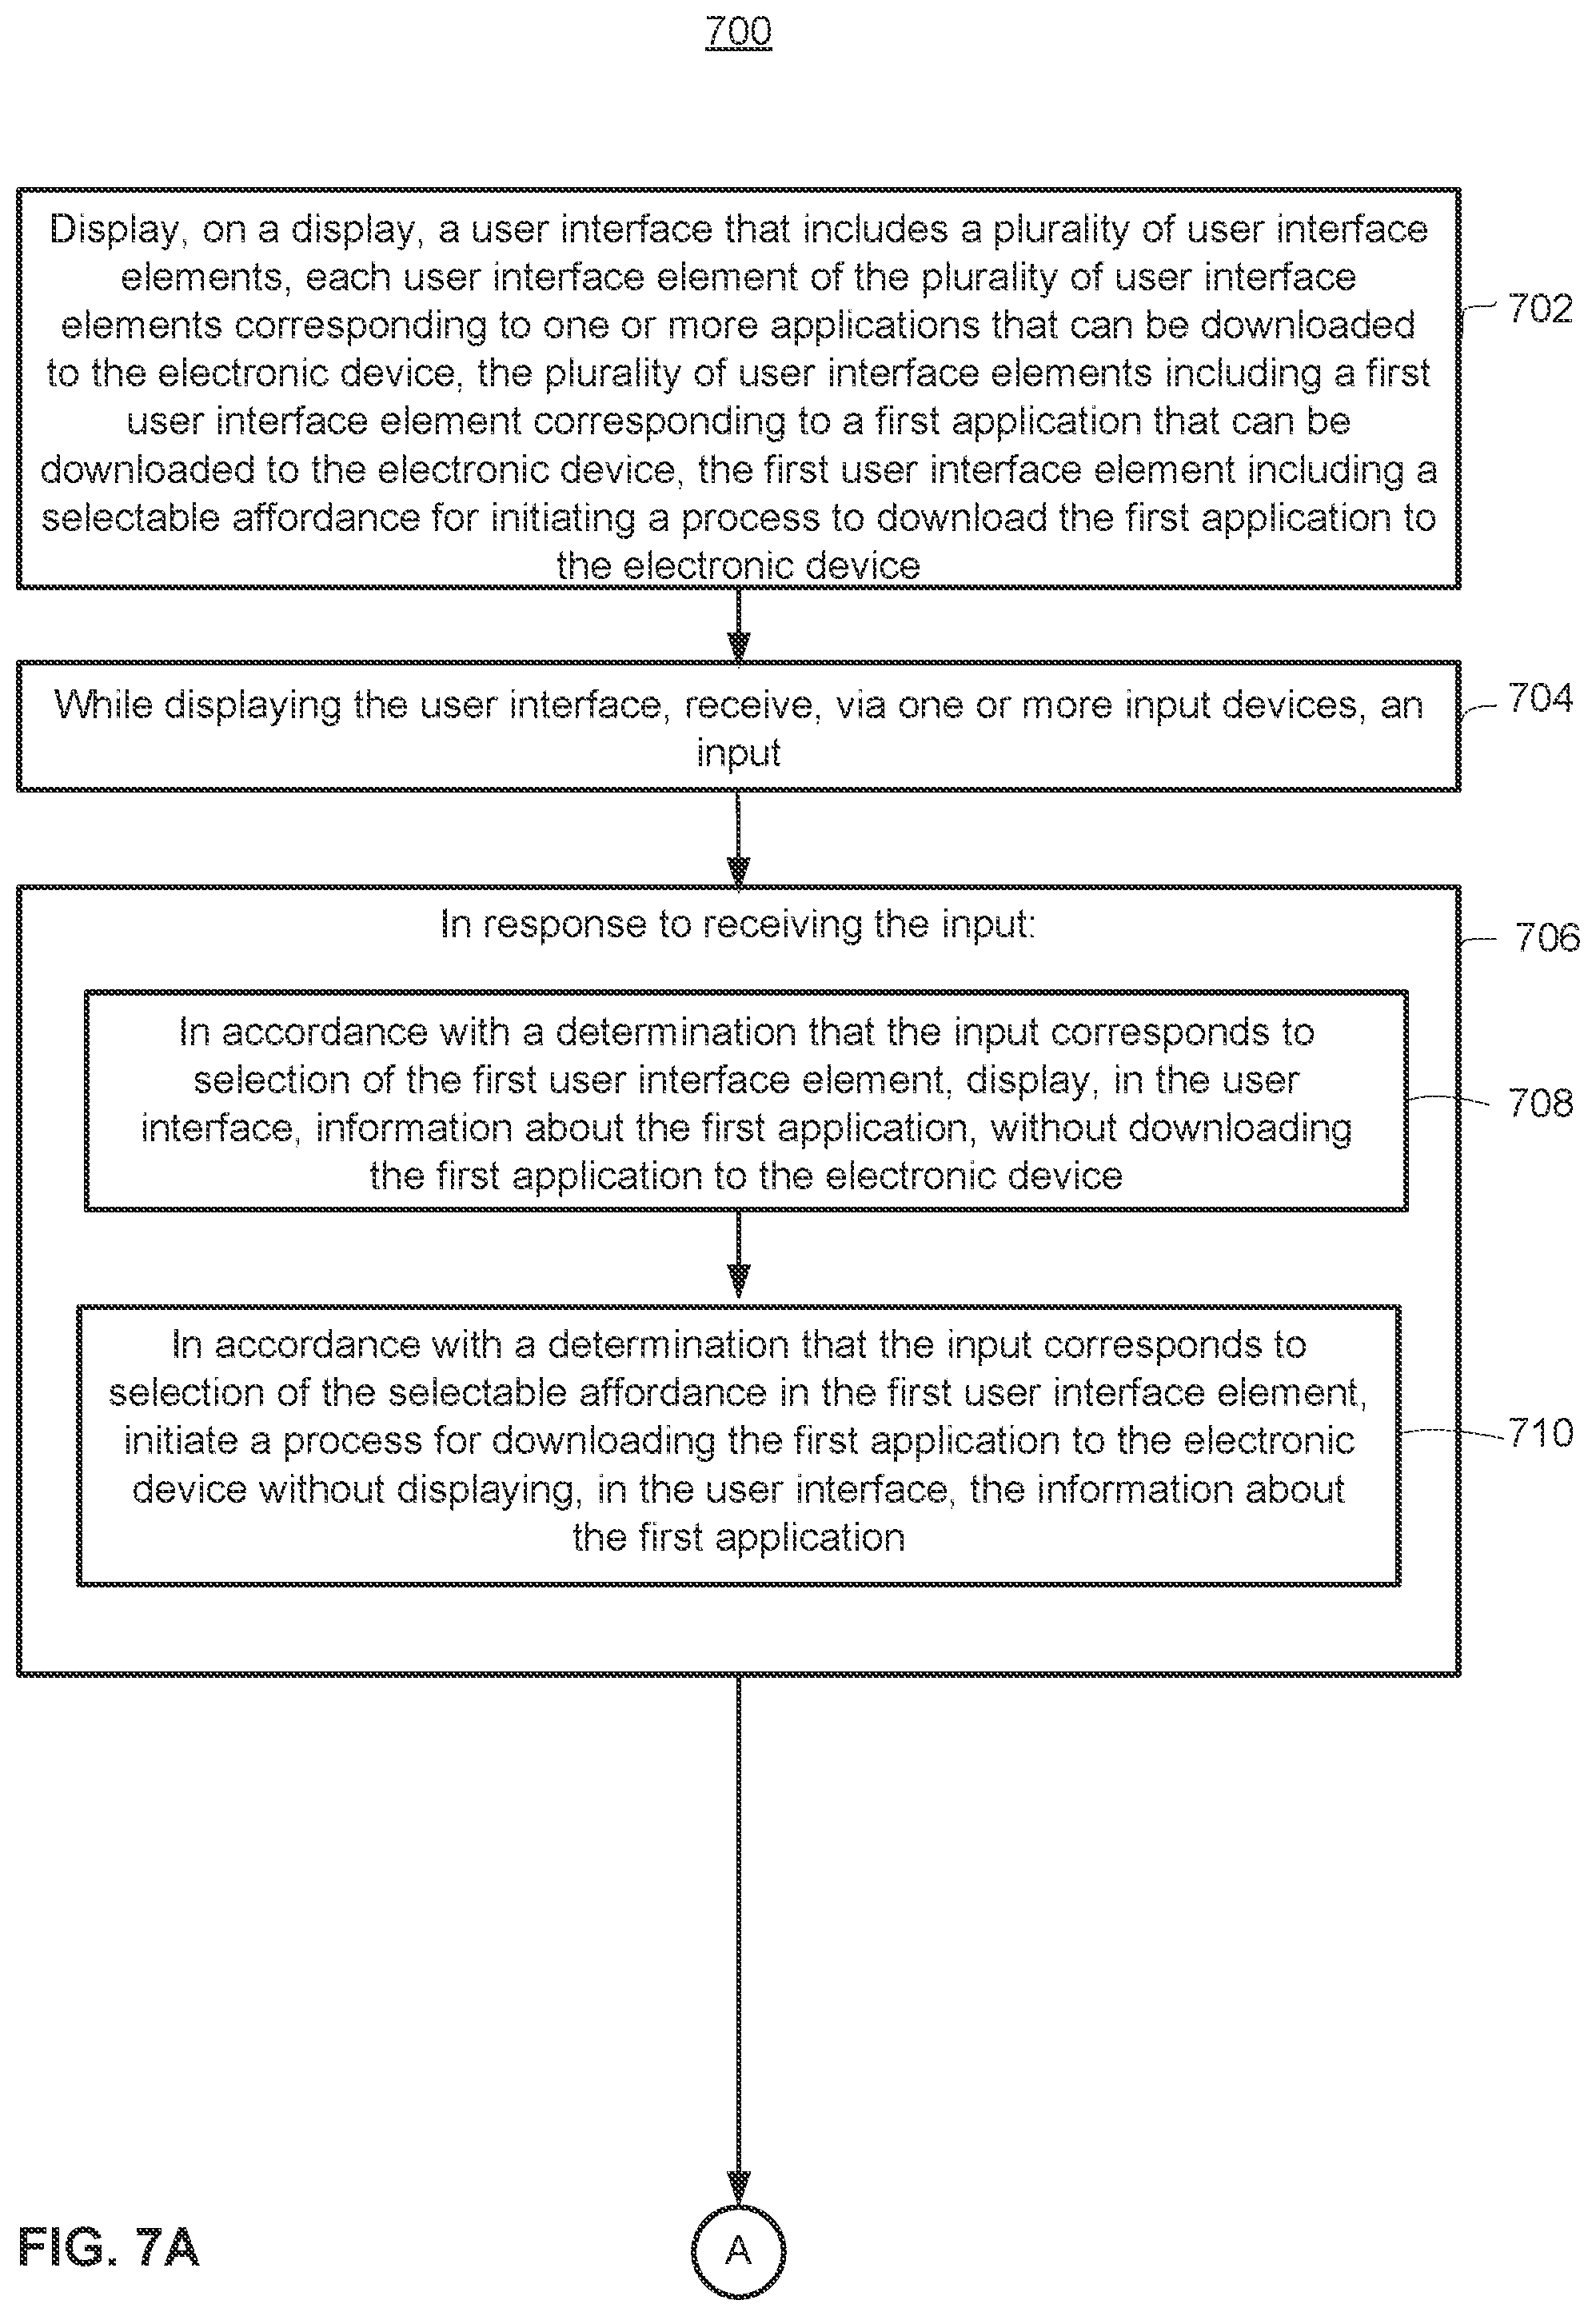 700
Display, on a display, a user interface that includes a plurality of user interface
elements, each user interface element of the plurality of user interface
elements corresponding to one or more applications that can be downloaded
to the electronic device, the plurality of user interface elements including a first
user interface element corresponding to a first application that can be
downloaded to the electronic device, the first user interface element including a
selectable affordance for initiating a process to download the first application to
the electronic device
702
While displaying the user interface, receive, via one or more input devices, an
input
704
In response to receiving the input:
706
In accordance with a determination that the input corresponds to
selection of the first user interface element, display, in the user
interface, information about the first application, without downloading
the first application to the electronic device
708
In accordance with a determination that the input corresponds to
selection of the selectable affordance in the first user interface element,
initiate a process for downloading the first application to the electronic
device without displaying, in the user interface, the information about
the first application
710
FIG. 7A
A